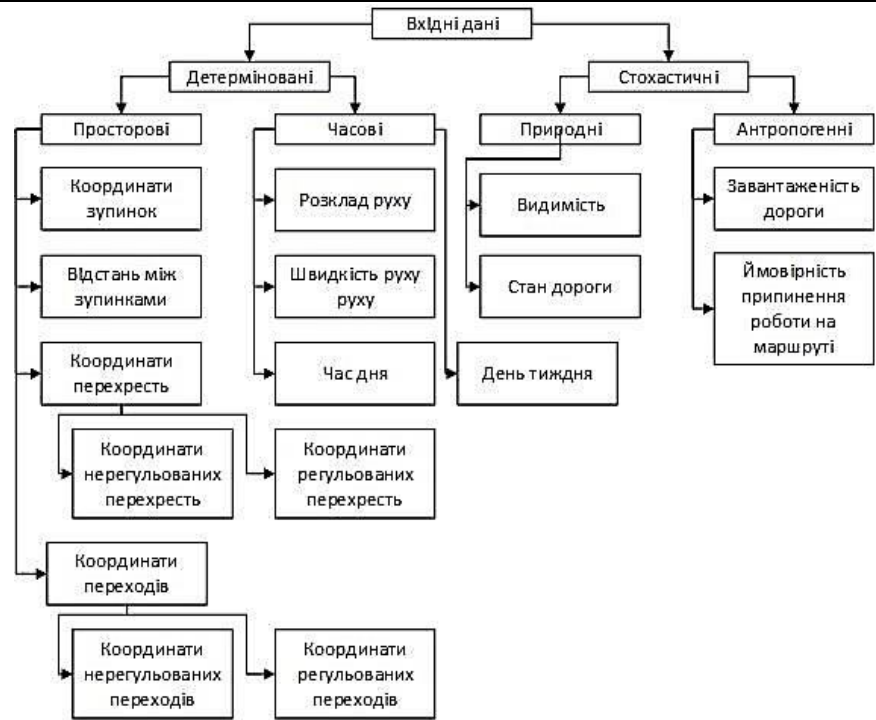 Вхідні дані
Детерміновані
Стохастичні
Просторові
Часові
Природні
Антропогенні
Координати
зупинок
Розклад руху
Видимість
Завантаженість
дороги
Відстань між
зупинками
Швидкість руху
руху
Стан дороги
Ймовірність
припинення
роботи на
маршруті
Координати
перехресть
Час дня
День тиждня
Координати
нерегульованих
перехресть
Координати
регульованих
перехресть
Координати
переходів
Координати
нерегульованих
переходів
Координати
регульованих
переходів